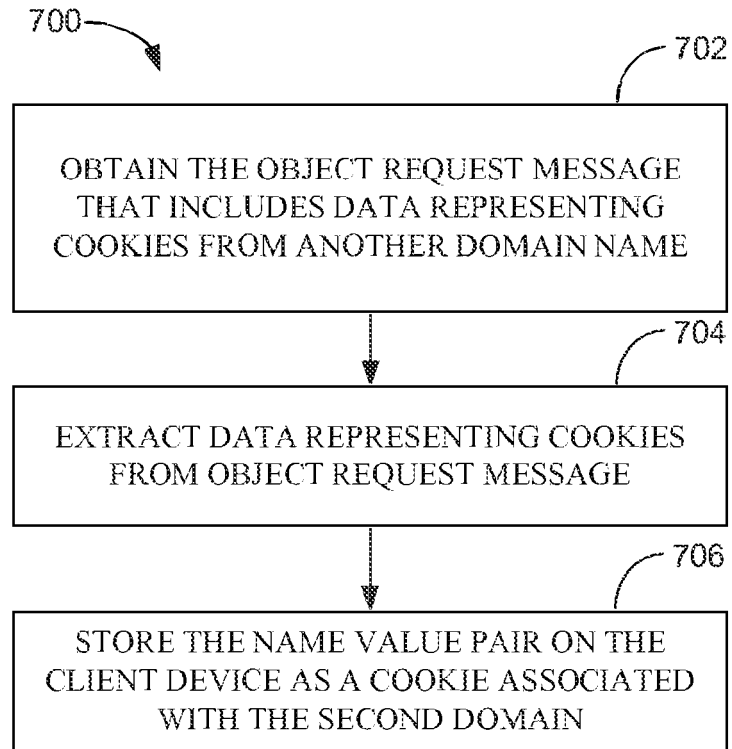 700
702
OBTAIN THE OBJECT REQUEST MESSAGE
THAT INCLUDES DATA REPRESENTING
COOKIES FROM ANOTHER DOMAIN NAME
704
EXTRACT DATA REPRESENTING COOKIES
FROM OBJECT REQUEST MESSAGE
706
STORE THE NAME VALUE PAIR ON THE
CLIENT DEVICE AS A COOKIE ASSOCIATED
WITH THE SECOND DOMAIN